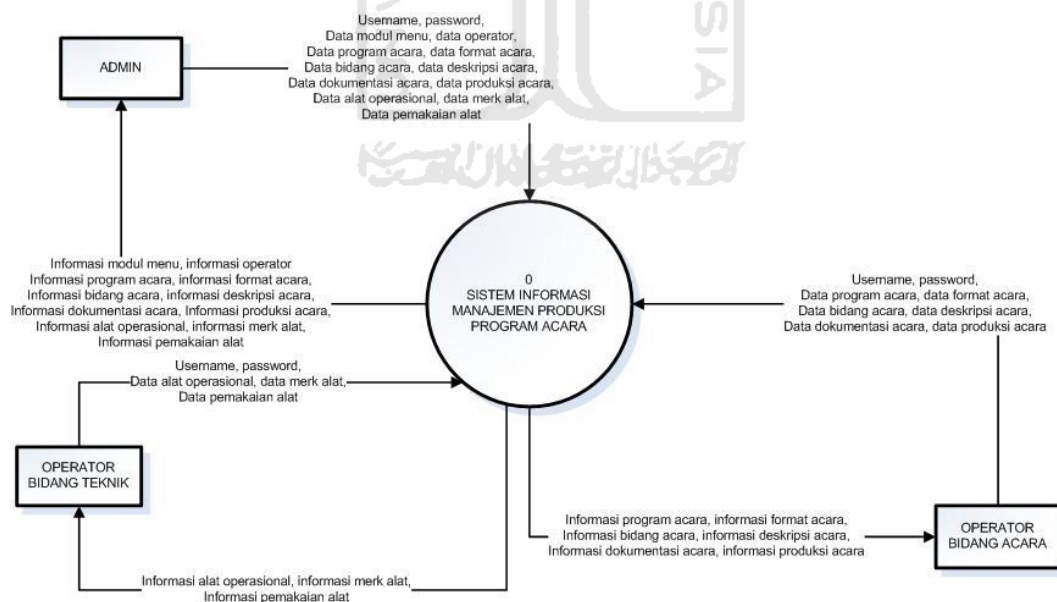 Username, password,
Data modul menu, data operator,
Data program acara, data format acara,
Data bidang acara, data deskripsi acara,
Data dokumentasi acara, data produksi acara,
Data alat operasional, data merk alat,
Data pemakaian alat
ADMIN
SIA
Informasi modul menu, informasi operator
Informasi program acara, informasi format acara,
Informasi bidang acara, informasi deskripsi acara,
Informasi dokumentasi acara, Informasi produksi acara,
Informasi alat operasional, informasi merk alat,
Informasi pemakaian alat
0
SISTEM INFORMASI
MANAJEMEN PRODUKSI
PROGRAM ACARA
Username, password,
Data program acara, data format acara,
Data bidang acara, data deskripsi acara,
Data dokumentasi acara, data produksi acara
Username, password,
Data alat operasional, data merk alat,
Data pemakaian alat
OPERATOR
BIDANG TEKNIK
Informasi program acara, informasi format acara,
Informasi bidang acara, informasi deskripsi acara,
Informasi dokumentasi acara, informasi produksi acara
OPERATOR
BIDANG ACARA
Informasi alat operasional, informasi merk alat,
Informasi pemakaian alat